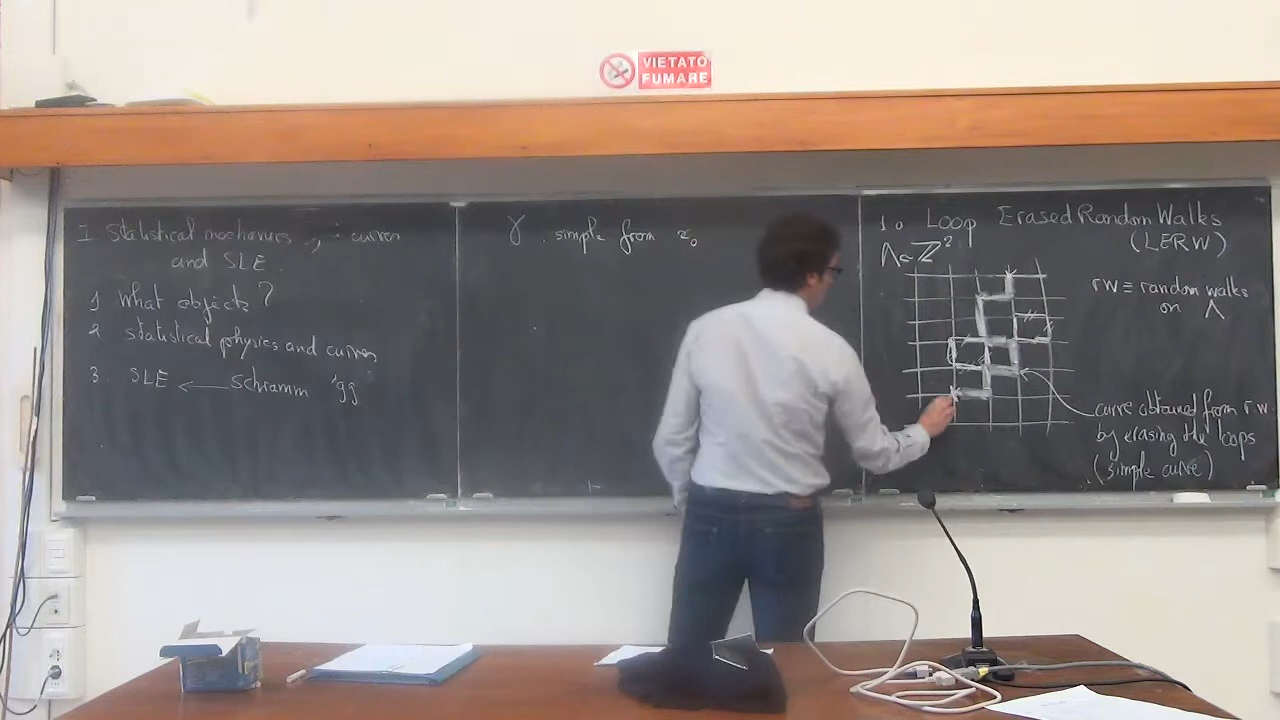 VIETATO
FUMARE
I. Statistical mechanics, curves
and SLE.
1 What objects?
2 statistical physics and curves
3. SLE ← Schramm '99
γ . simple from x₀
1. Loop Erased Random Walks
(LERW)
Λ ⊂ ℤ²
rw ≡ random walks
on Λ
curve obtained from r.w.
by erasing the loops
(simple curve)